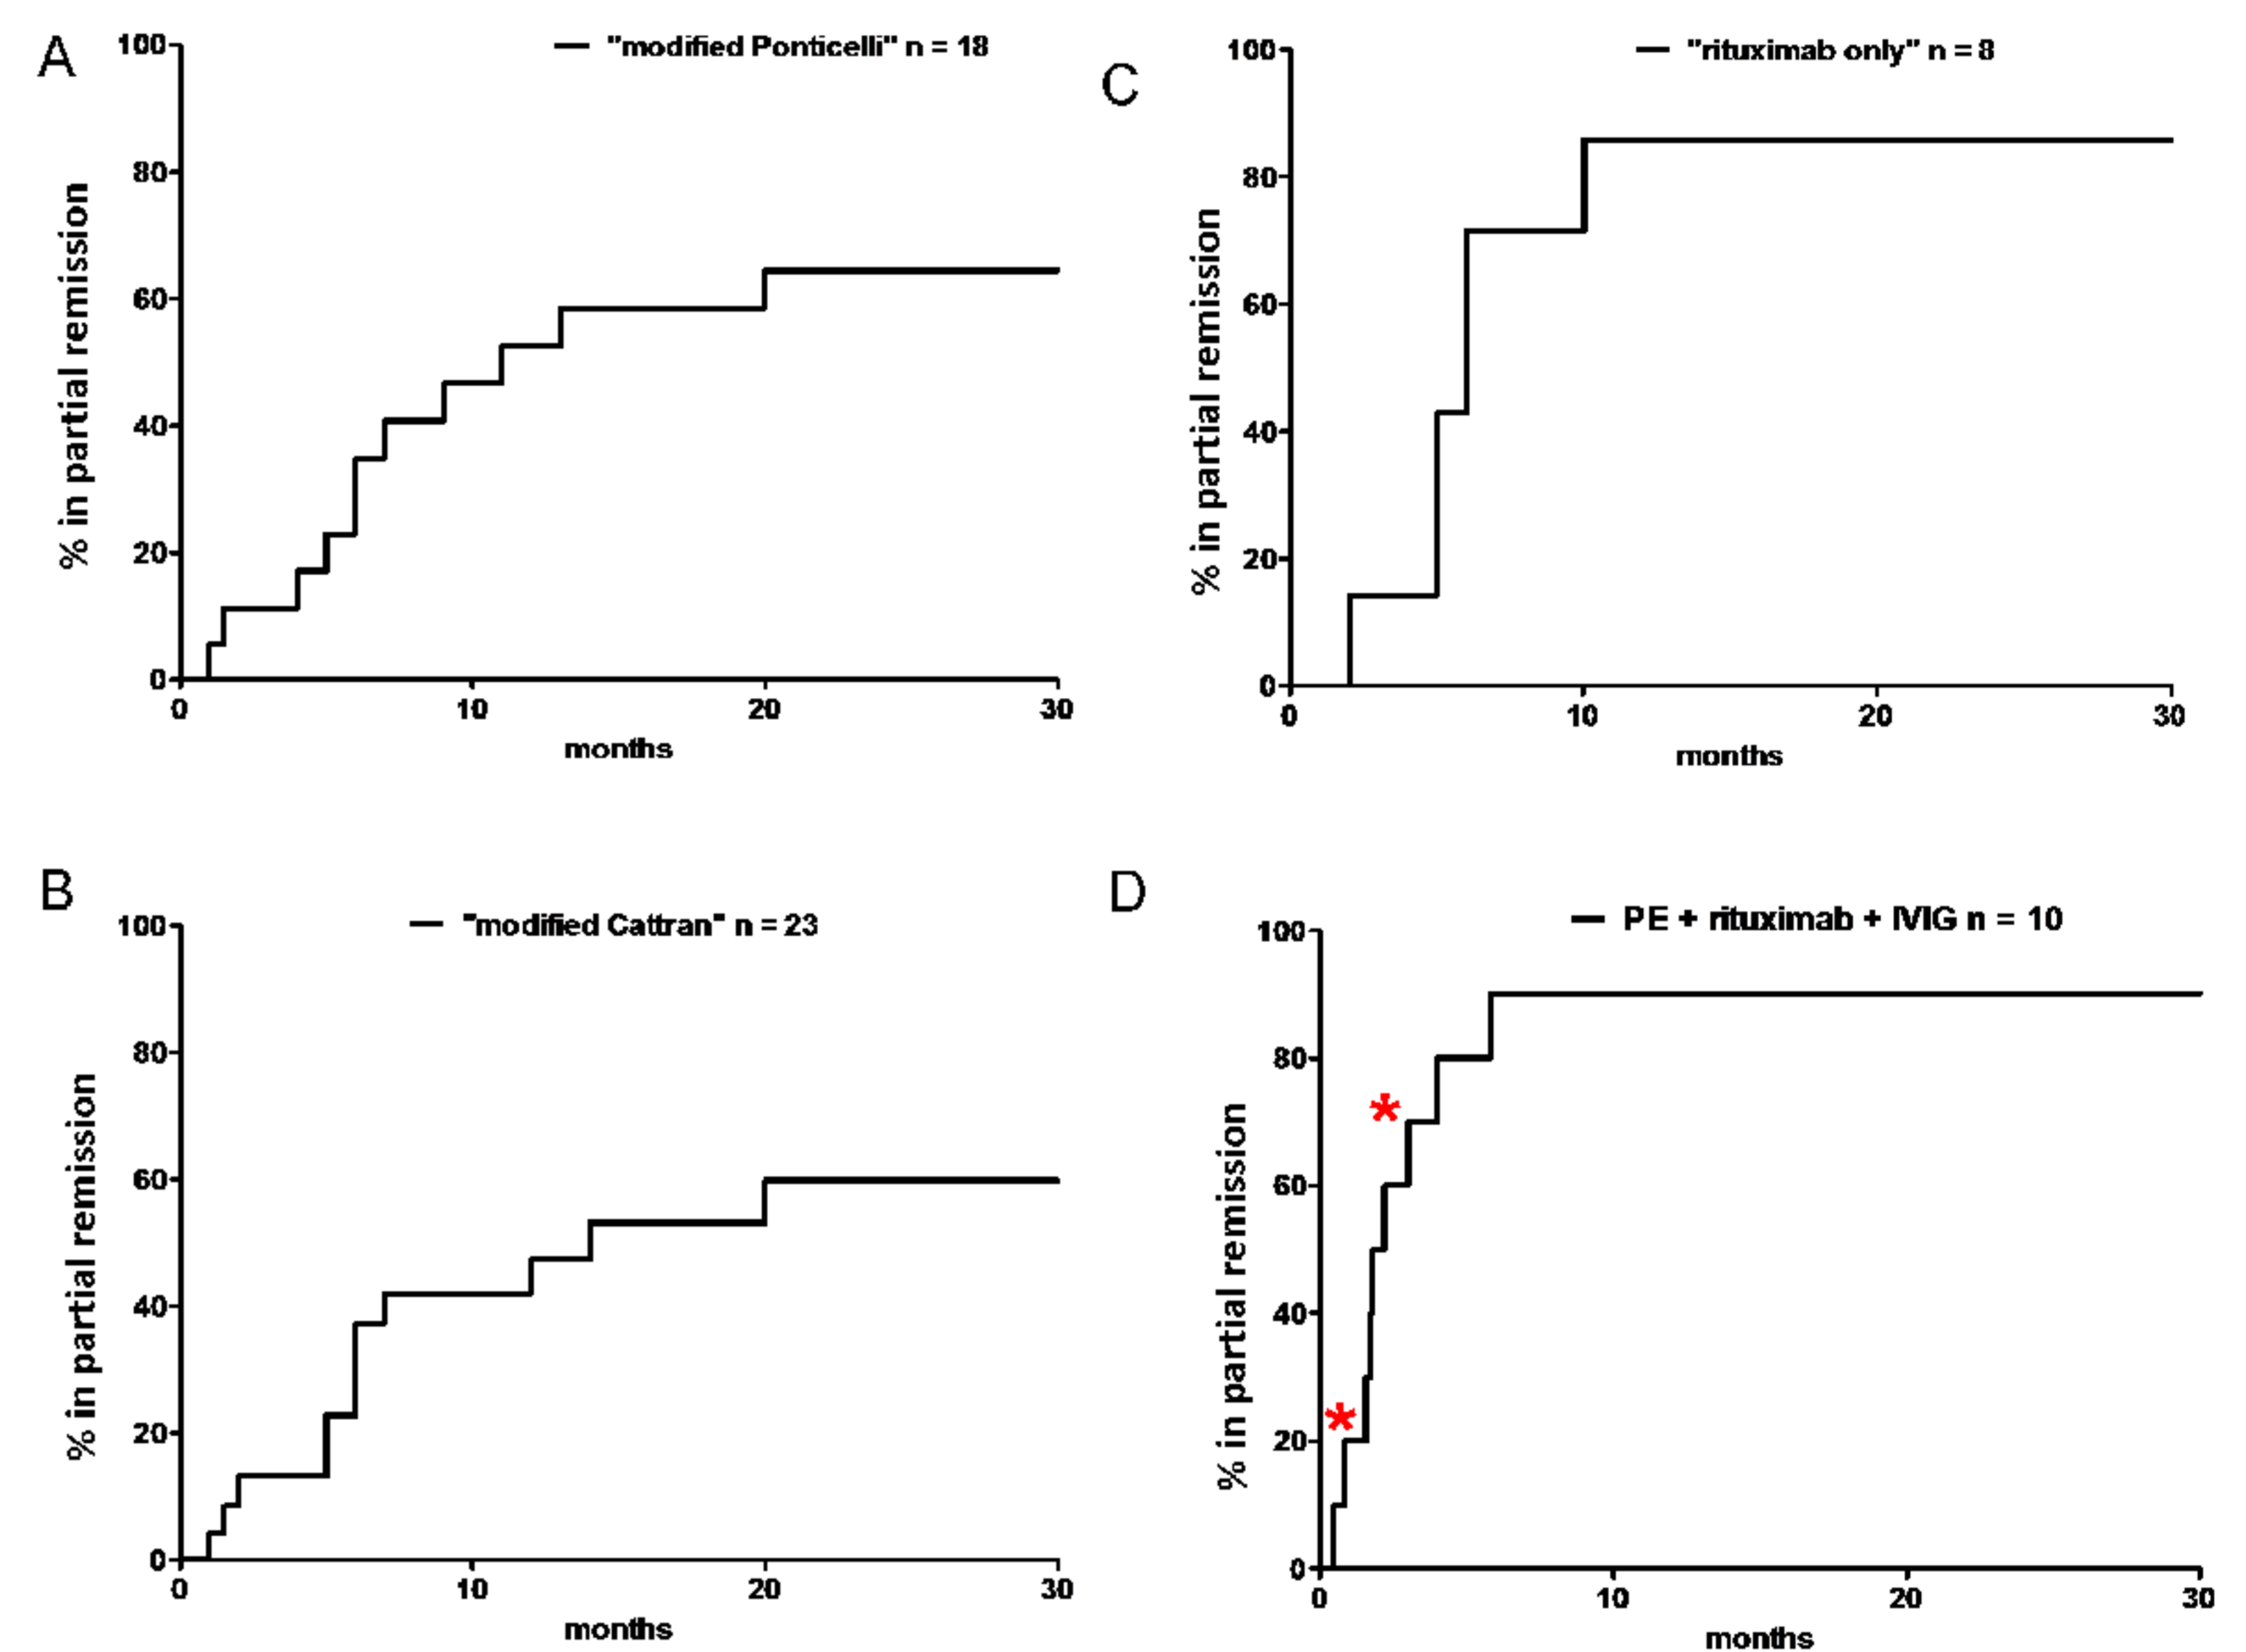 A
"modified Ponticelli" n = 18
100
80
60
40
20
0
% in partial remission
0 10 20 30
months
C
"rituximab only" n = 8
100
80
60
40
20
0
% in partial remission
0 10 20 30
months
B
"modified Cattran" n = 23
100
80
60
40
20
0
% in partial remission
0 10 20 30
months
D
PE + rituximab + IVIG n = 10
100
80
60
40
20
0
% in partial remission
*
*
0 10 20 30
months